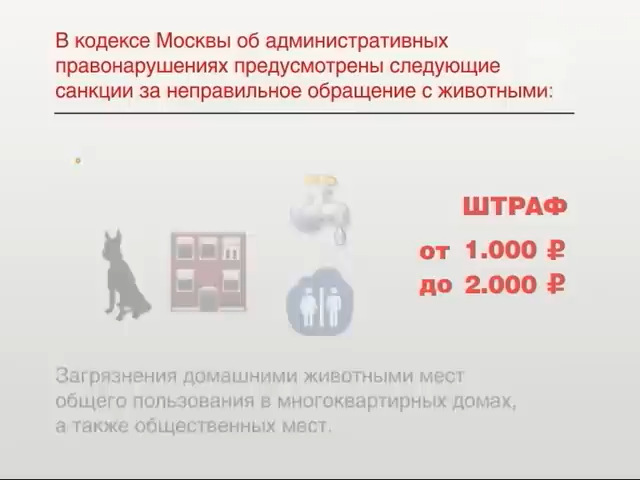 В кодексе Москвы об административных
правонарушениях предусмотрены следующие
санкции за неправильное обращение с животными:
ШТРАФ
от 1.000 ₽
до 2.000 ₽
Загрязнения домашними животными мест
общего пользования в многоквартирных домах,
а также общественных мест.